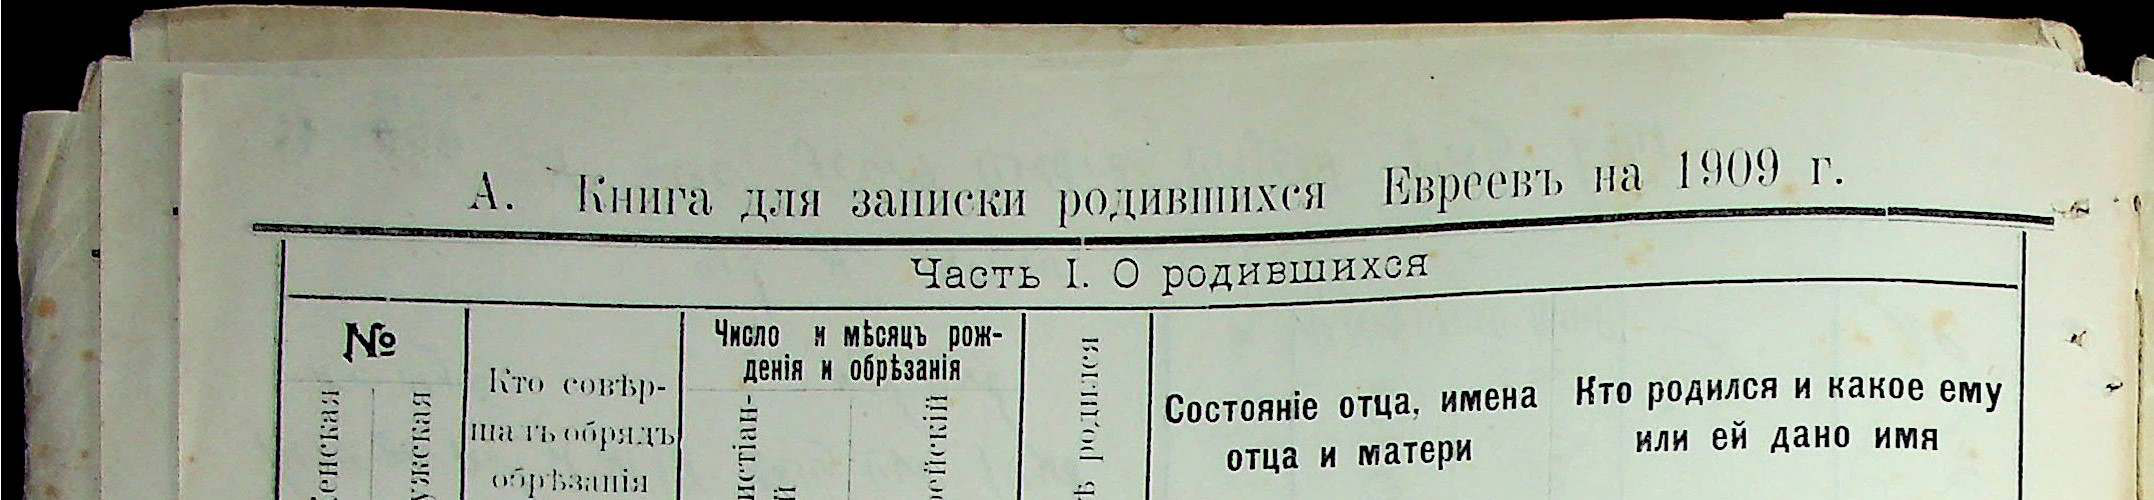 А. Книга для записки родившихся Евреевъ на 1909 г.
Часть I. О родившихся
№
Кто совѣр-
шаетъ обрядъ
обрѣзанія
Число и мѣсяцъ рож-
денія и обрѣзанія
родился
Состояніе отца, имена
отца и матери
Кто родился и какое ему
или ей дано имя